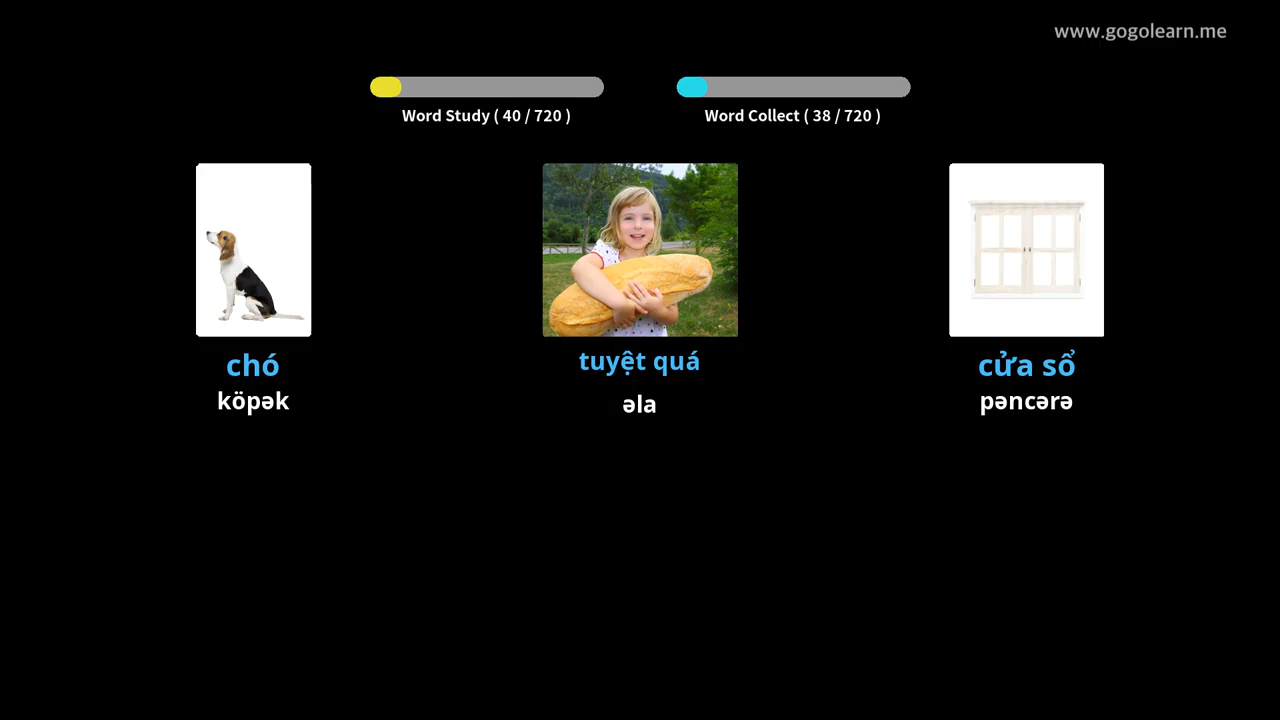 www.gogolearn.me
Word Study ( 40 / 720 )
Word Collect ( 38 / 720 )
chó
köpək
tuyệt quá
əla
cửa sổ
pəncərə